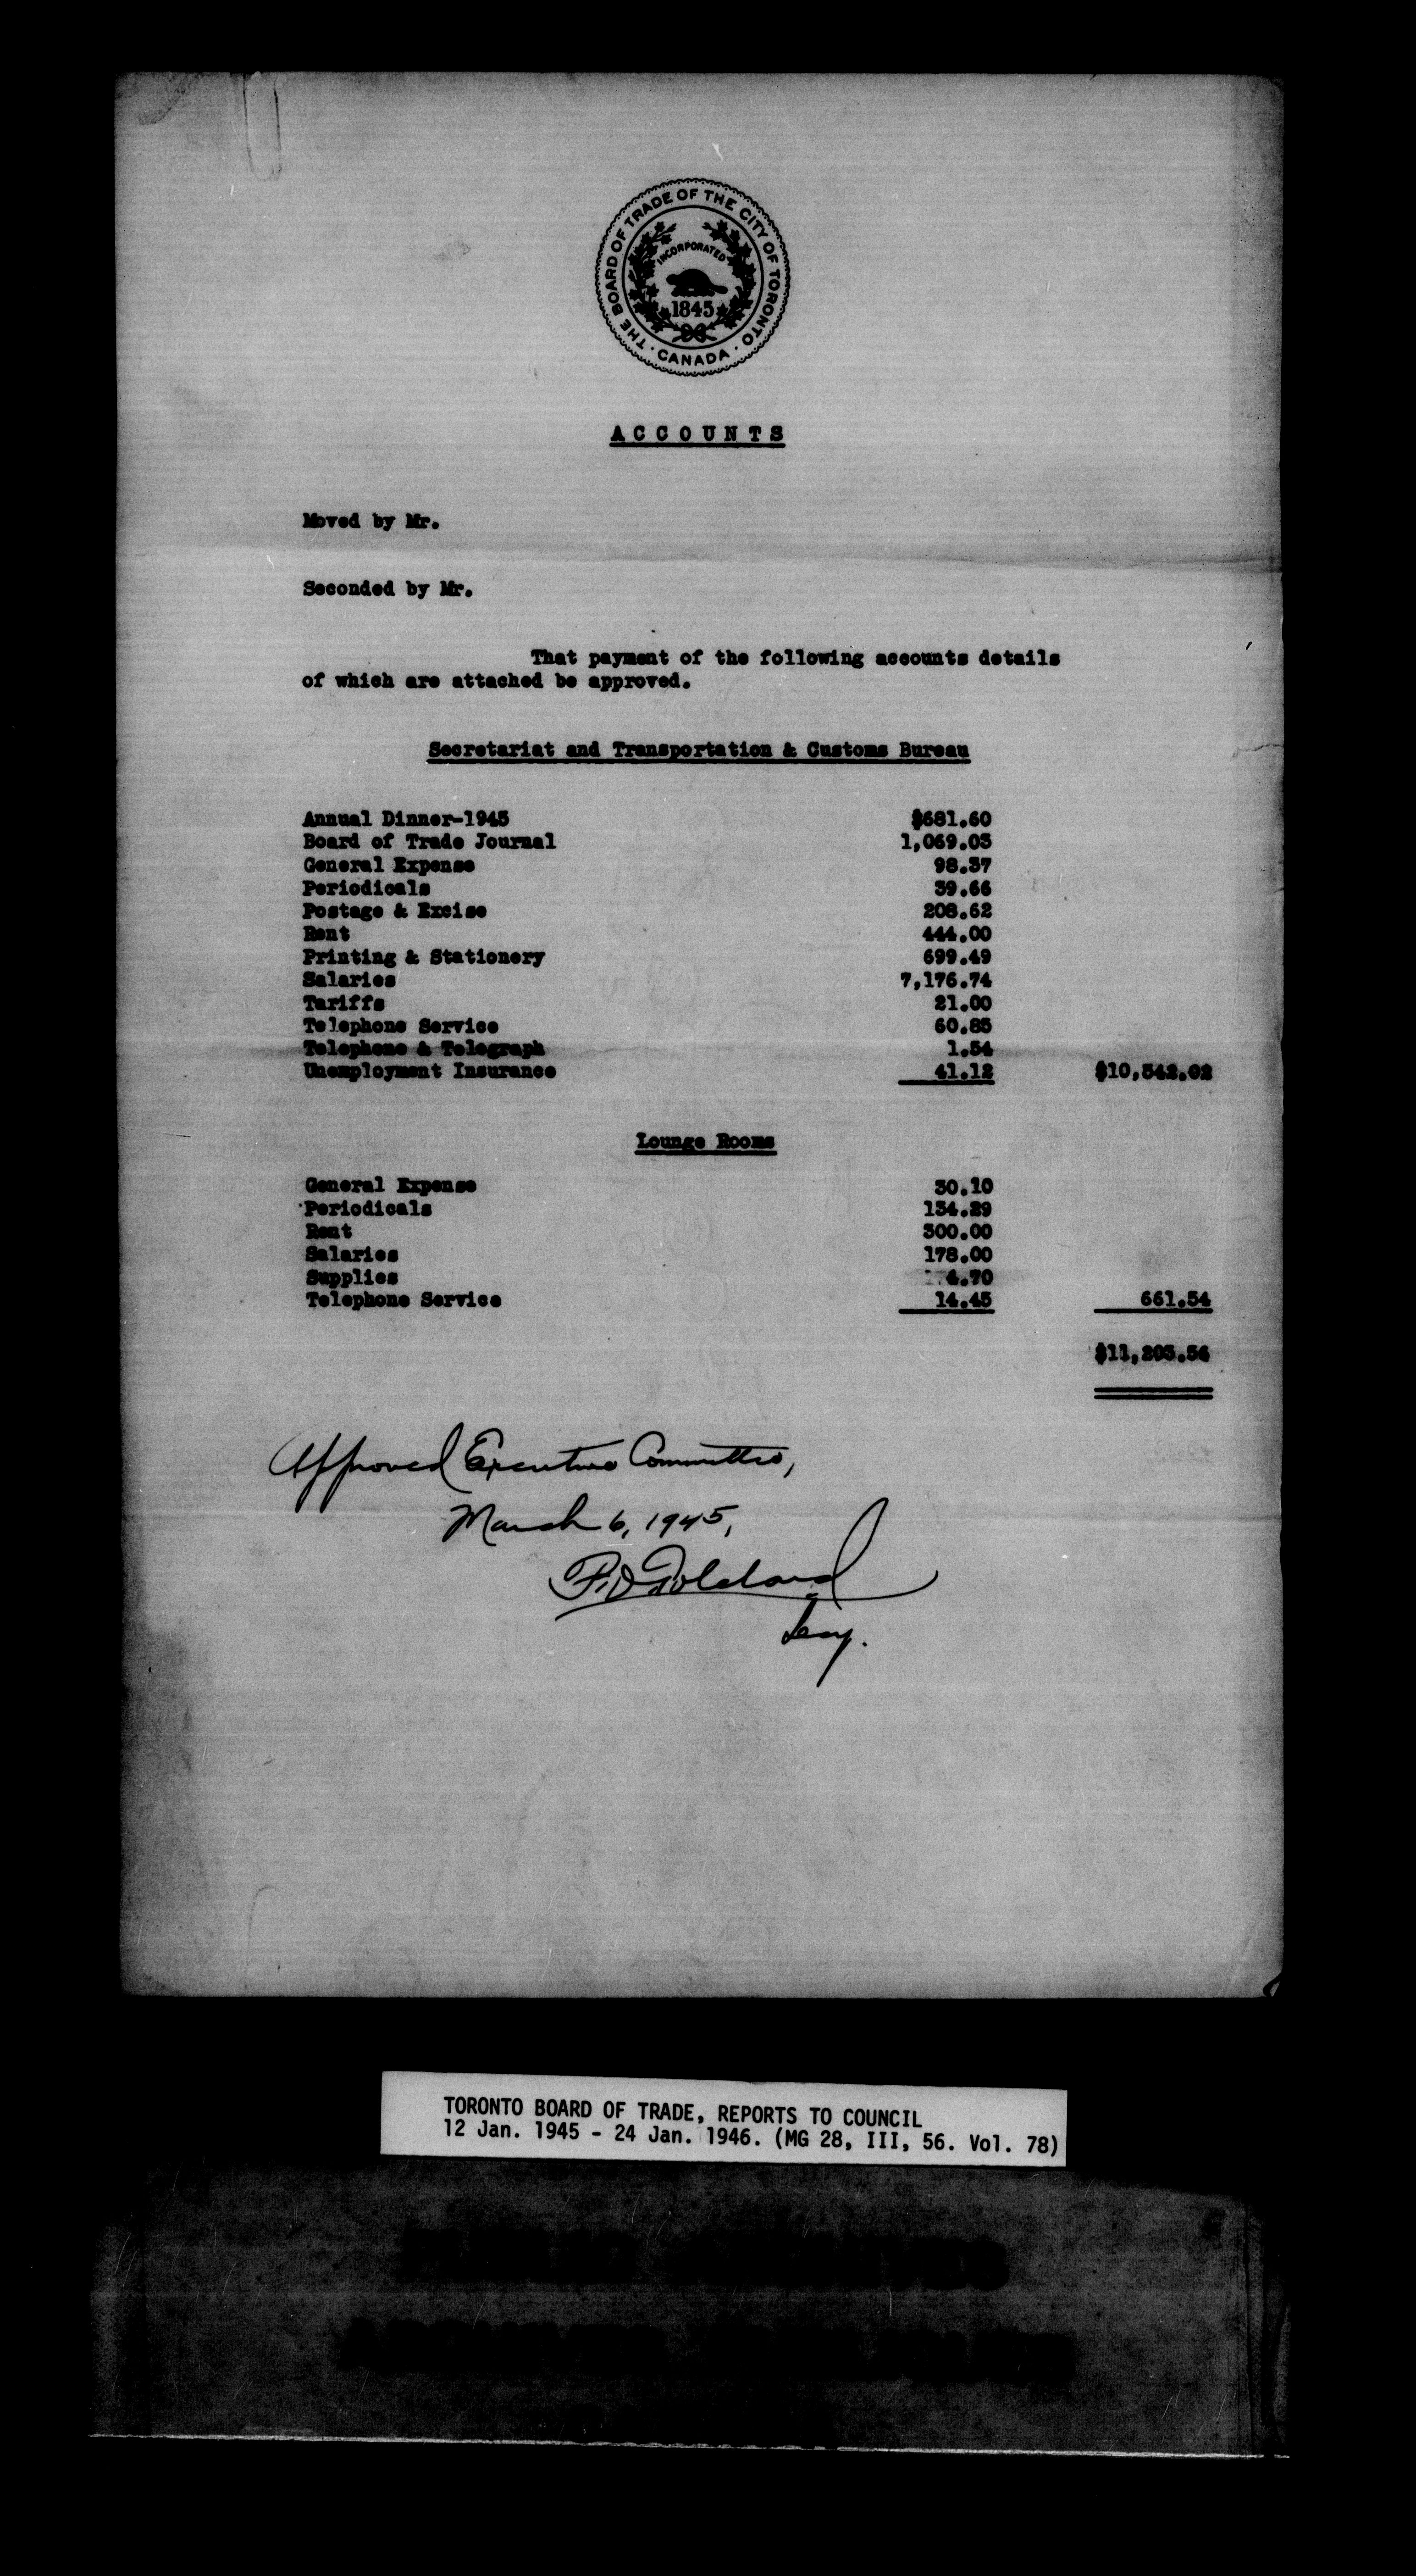 THE BOARD OF TRADE OF THE CITY OF TORONTO
INCORPORATED
1845
CANADA
ACCOUNTS
Moved by Mr.
Seconded by Mr.
That payment of the following accounts details
of which are attached be approved.
Secretariat and Transportation & Customs Bureau
Annual Dinner-1945 $681.60
Board of Trade Journal 1,069.03
General Expense 98.37
Periodicals 39.66
Postage & Excise 208.62
Rent 444.00
Printing & Stationery 699.49
Salaries 7,176.74
Tariffs 21.00
Telephone Service 60.85
Telephone & Telegraph 1.54
Unemployment Insurance 41.12 $10,542.02
Lounge Rooms
General Expense 30.10
Periodicals 134.29
Rent 300.00
Salaries 178.00
Supplies 4.70
Telephone Service 14.45 661.54
$11,203.56
Approved Executive Committee,
March 6, 1945,
F.D. Tolchard
Secy.
TORONTO BOARD OF TRADE, REPORTS TO COUNCIL
12 Jan. 1945 - 24 Jan. 1946. (MG 28, III, 56. Vol. 78)